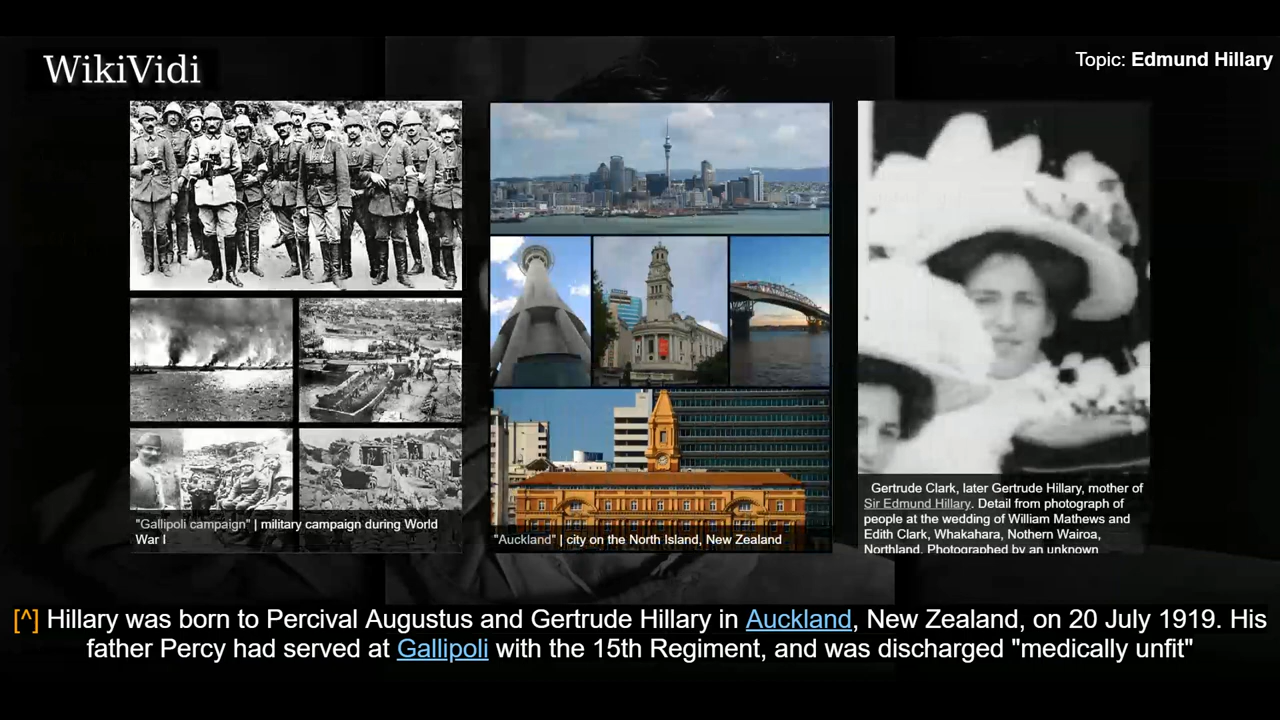 WikiVidi
Topic: Edmund Hillary
"Gallipoli campaign" | military campaign during World
War I
"Auckland" | city on the North Island, New Zealand
Gertrude Clark, later Gertrude Hillary, mother of
Sir Edmund Hillary. Detail from photograph of
people at the wedding of William Mathews and
Edith Clark, Whakahara, Nothern Wairoa,
Northland. Photographed by an unknown
[^] Hillary was born to Percival Augustus and Gertrude Hillary in Auckland, New Zealand, on 20 July 1919. His
father Percy had served at Gallipoli with the 15th Regiment, and was discharged "medically unfit"